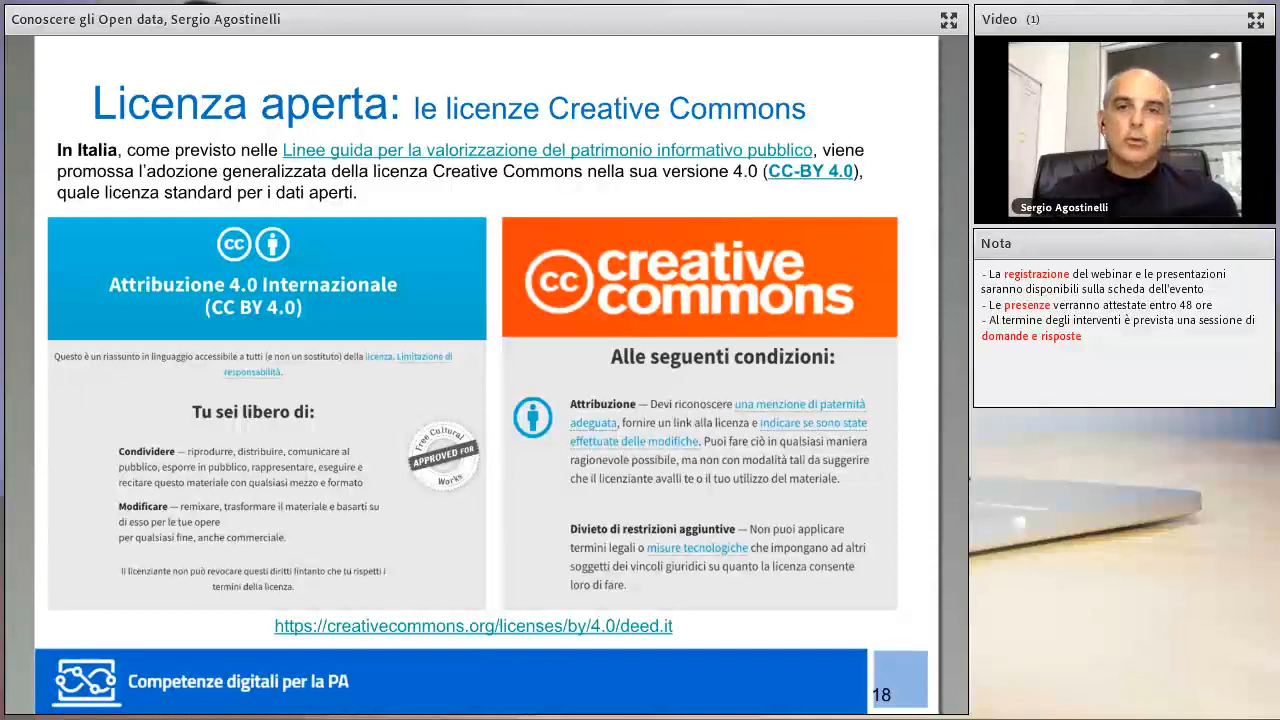 Conoscere gli Open data, Sergio Agostinelli
Licenza aperta: le licenze Creative Commons
In Italia, come previsto nelle Linee guida per la valorizzazione del patrimonio informativo pubblico, viene
promossa l'adozione generalizzata della licenza Creative Commons nella sua versione 4.0 (CC-BY 4.0),
quale licenza standard per i dati aperti.
cc
Attribuzione 4.0 Internazionale
(CC BY 4.0)
Questo è un riassunto in linguaggio accessibile a tutti (e non un sostituto) della licenza. Limitazione di
responsabilità.
Tu sei libero di:
Condividere — riprodurre, distribuire, comunicare al
pubblico, esporre in pubblico, rappresentare, eseguire e
recitare questo materiale con qualsiasi mezzo e formato
Modificare — remixare, trasformare il materiale e basarti su
di esso per le tue opere
per qualsiasi fine, anche commerciale.
Il licenziante non può revocare questi diritti fintanto che tu rispetti i
termini della licenza.
Free Cultural
APPROVED FOR
Works
cc creative
commons
Alle seguenti condizioni:
Attribuzione — Devi riconoscere una menzione di paternità
adeguata, fornire un link alla licenza e indicare se sono state
effettuate delle modifiche. Puoi fare ciò in qualsiasi maniera
ragionevole possibile, ma non con modalità tali da suggerire
che il licenziante avalli te o il tuo utilizzo del materiale.
Divieto di restrizioni aggiuntive — Non puoi applicare
termini legali o misure tecnologiche che impongano ad altri
soggetti dei vincoli giuridici su quanto la licenza consente
loro di fare.
https://creativecommons.org/licenses/by/4.0/deed.it
Competenze digitali per la PA
18
Video (1)
Sergio Agostinelli
Nota
- La registrazione del webinar e le presentazioni
saranno disponibili sulla scheda dell'evento
- Le presenze verranno attestate entro 48 ore
- Al termine degli interventi è prevista una sessione di
domande e risposte